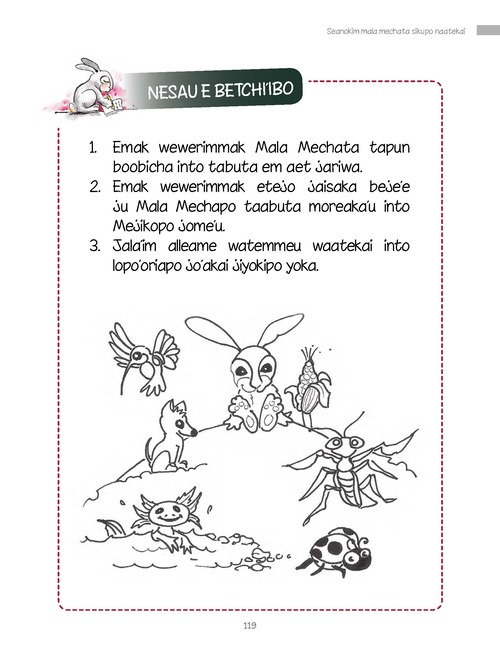 Seanokim mala mechata sikupo naatekai
NESAU E BETCHI'IBO
1. Emak wewerimmak Mala Mechata tapun
boobicha into tabuta em aet jariwa.
2. Emak wewerimmak etejo jaisaka beje'e
ju Mala Mechapo taabuta moreaka'u into
Mejikopo jome'u.
3. Jala'im alleame watemmeu waatekai into
lopo'oriapo jo'akai jiyokipo yoka.
119